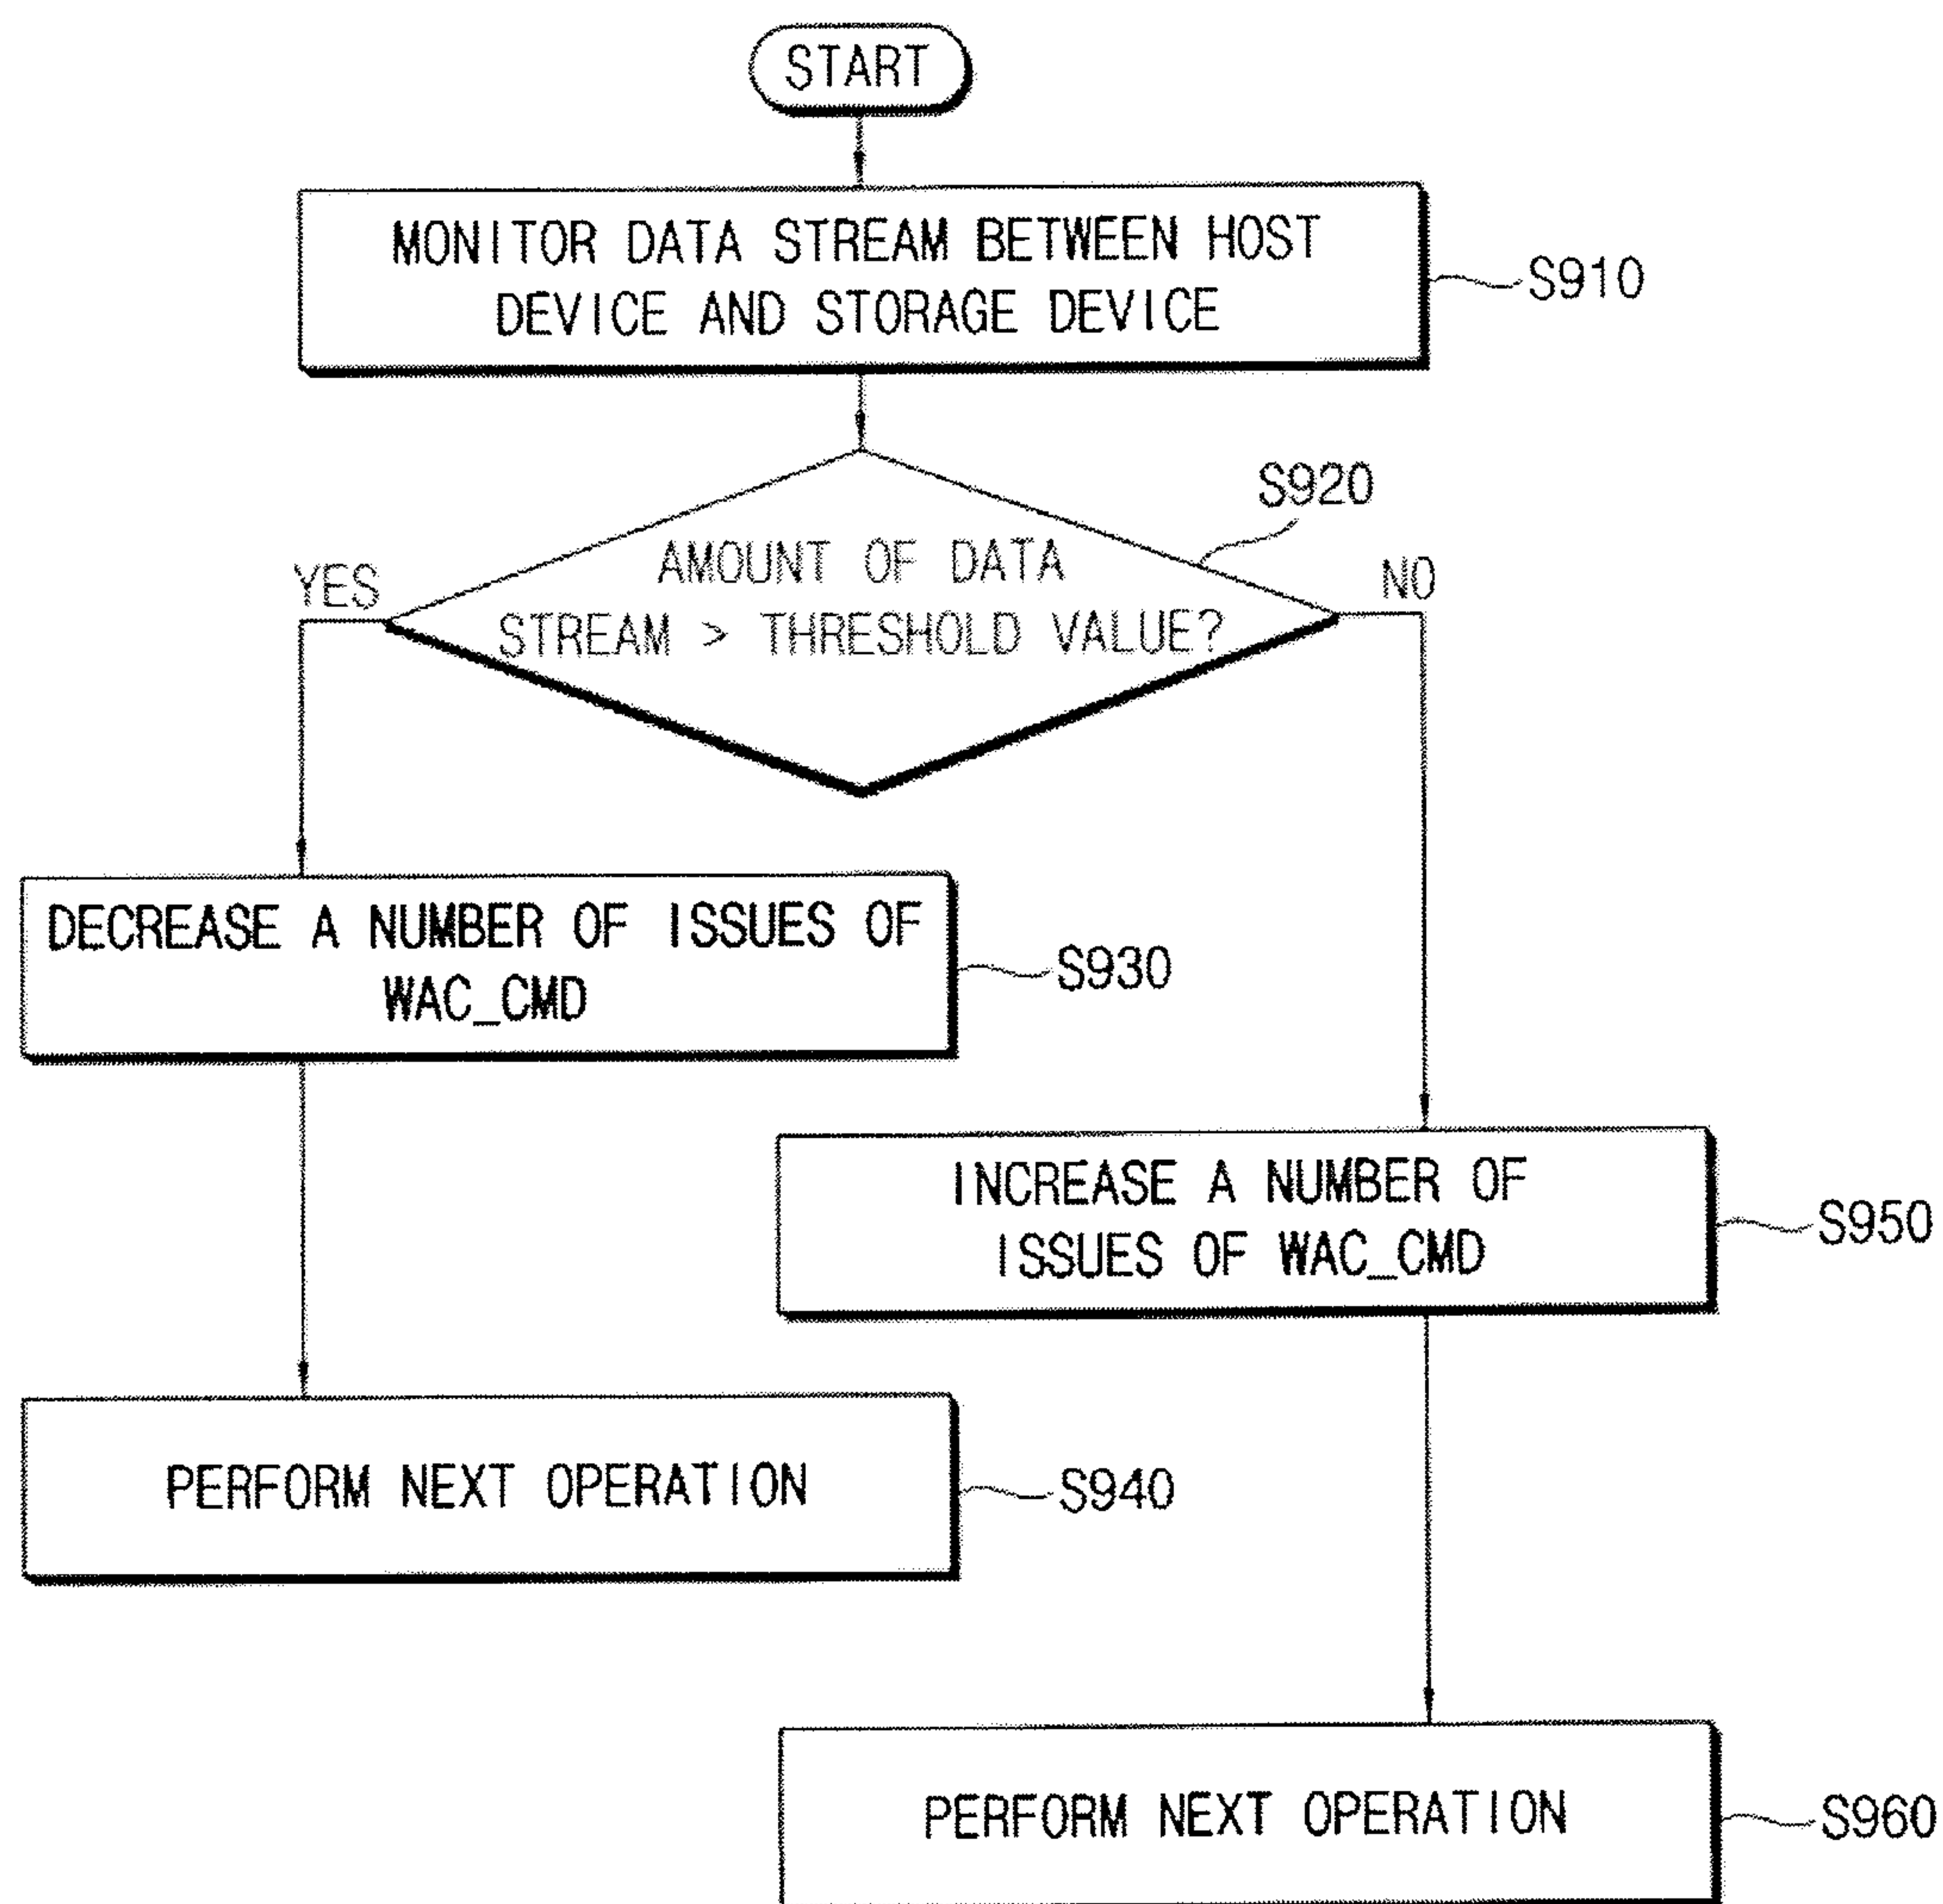 START
MONITOR DATA STREAM BETWEEN HOST
DEVICE AND STORAGE DEVICE
S910
S920
AMOUNT OF DATA
STREAM > THRESHOLD VALUE?
YES
NO
DECREASE A NUMBER OF ISSUES OF
WAC_CMD
S930
INCREASE A NUMBER OF
ISSUES OF WAC_CMD
S950
PERFORM NEXT OPERATION
S940
PERFORM NEXT OPERATION
S960